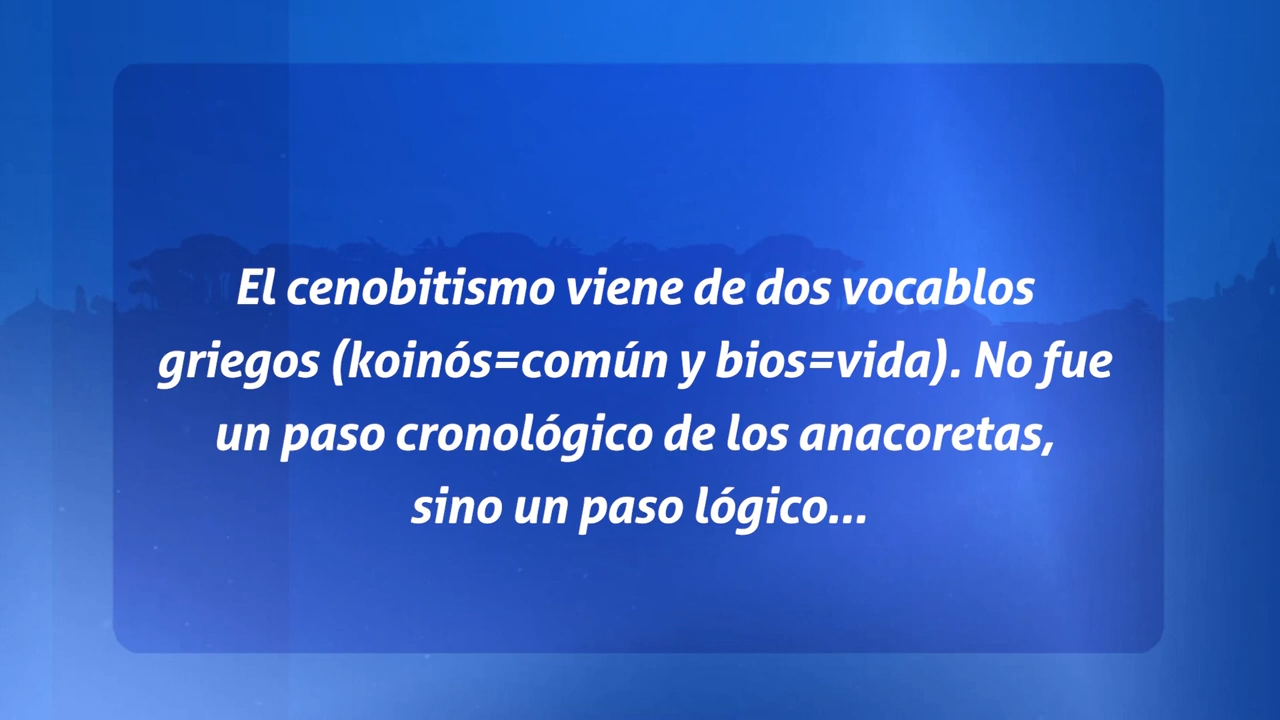 El cenobitismo viene de dos vocablos
griegos (koinós=común y bios=vida). No fue
un paso cronológico de los anacoretas,
sino un paso lógico...